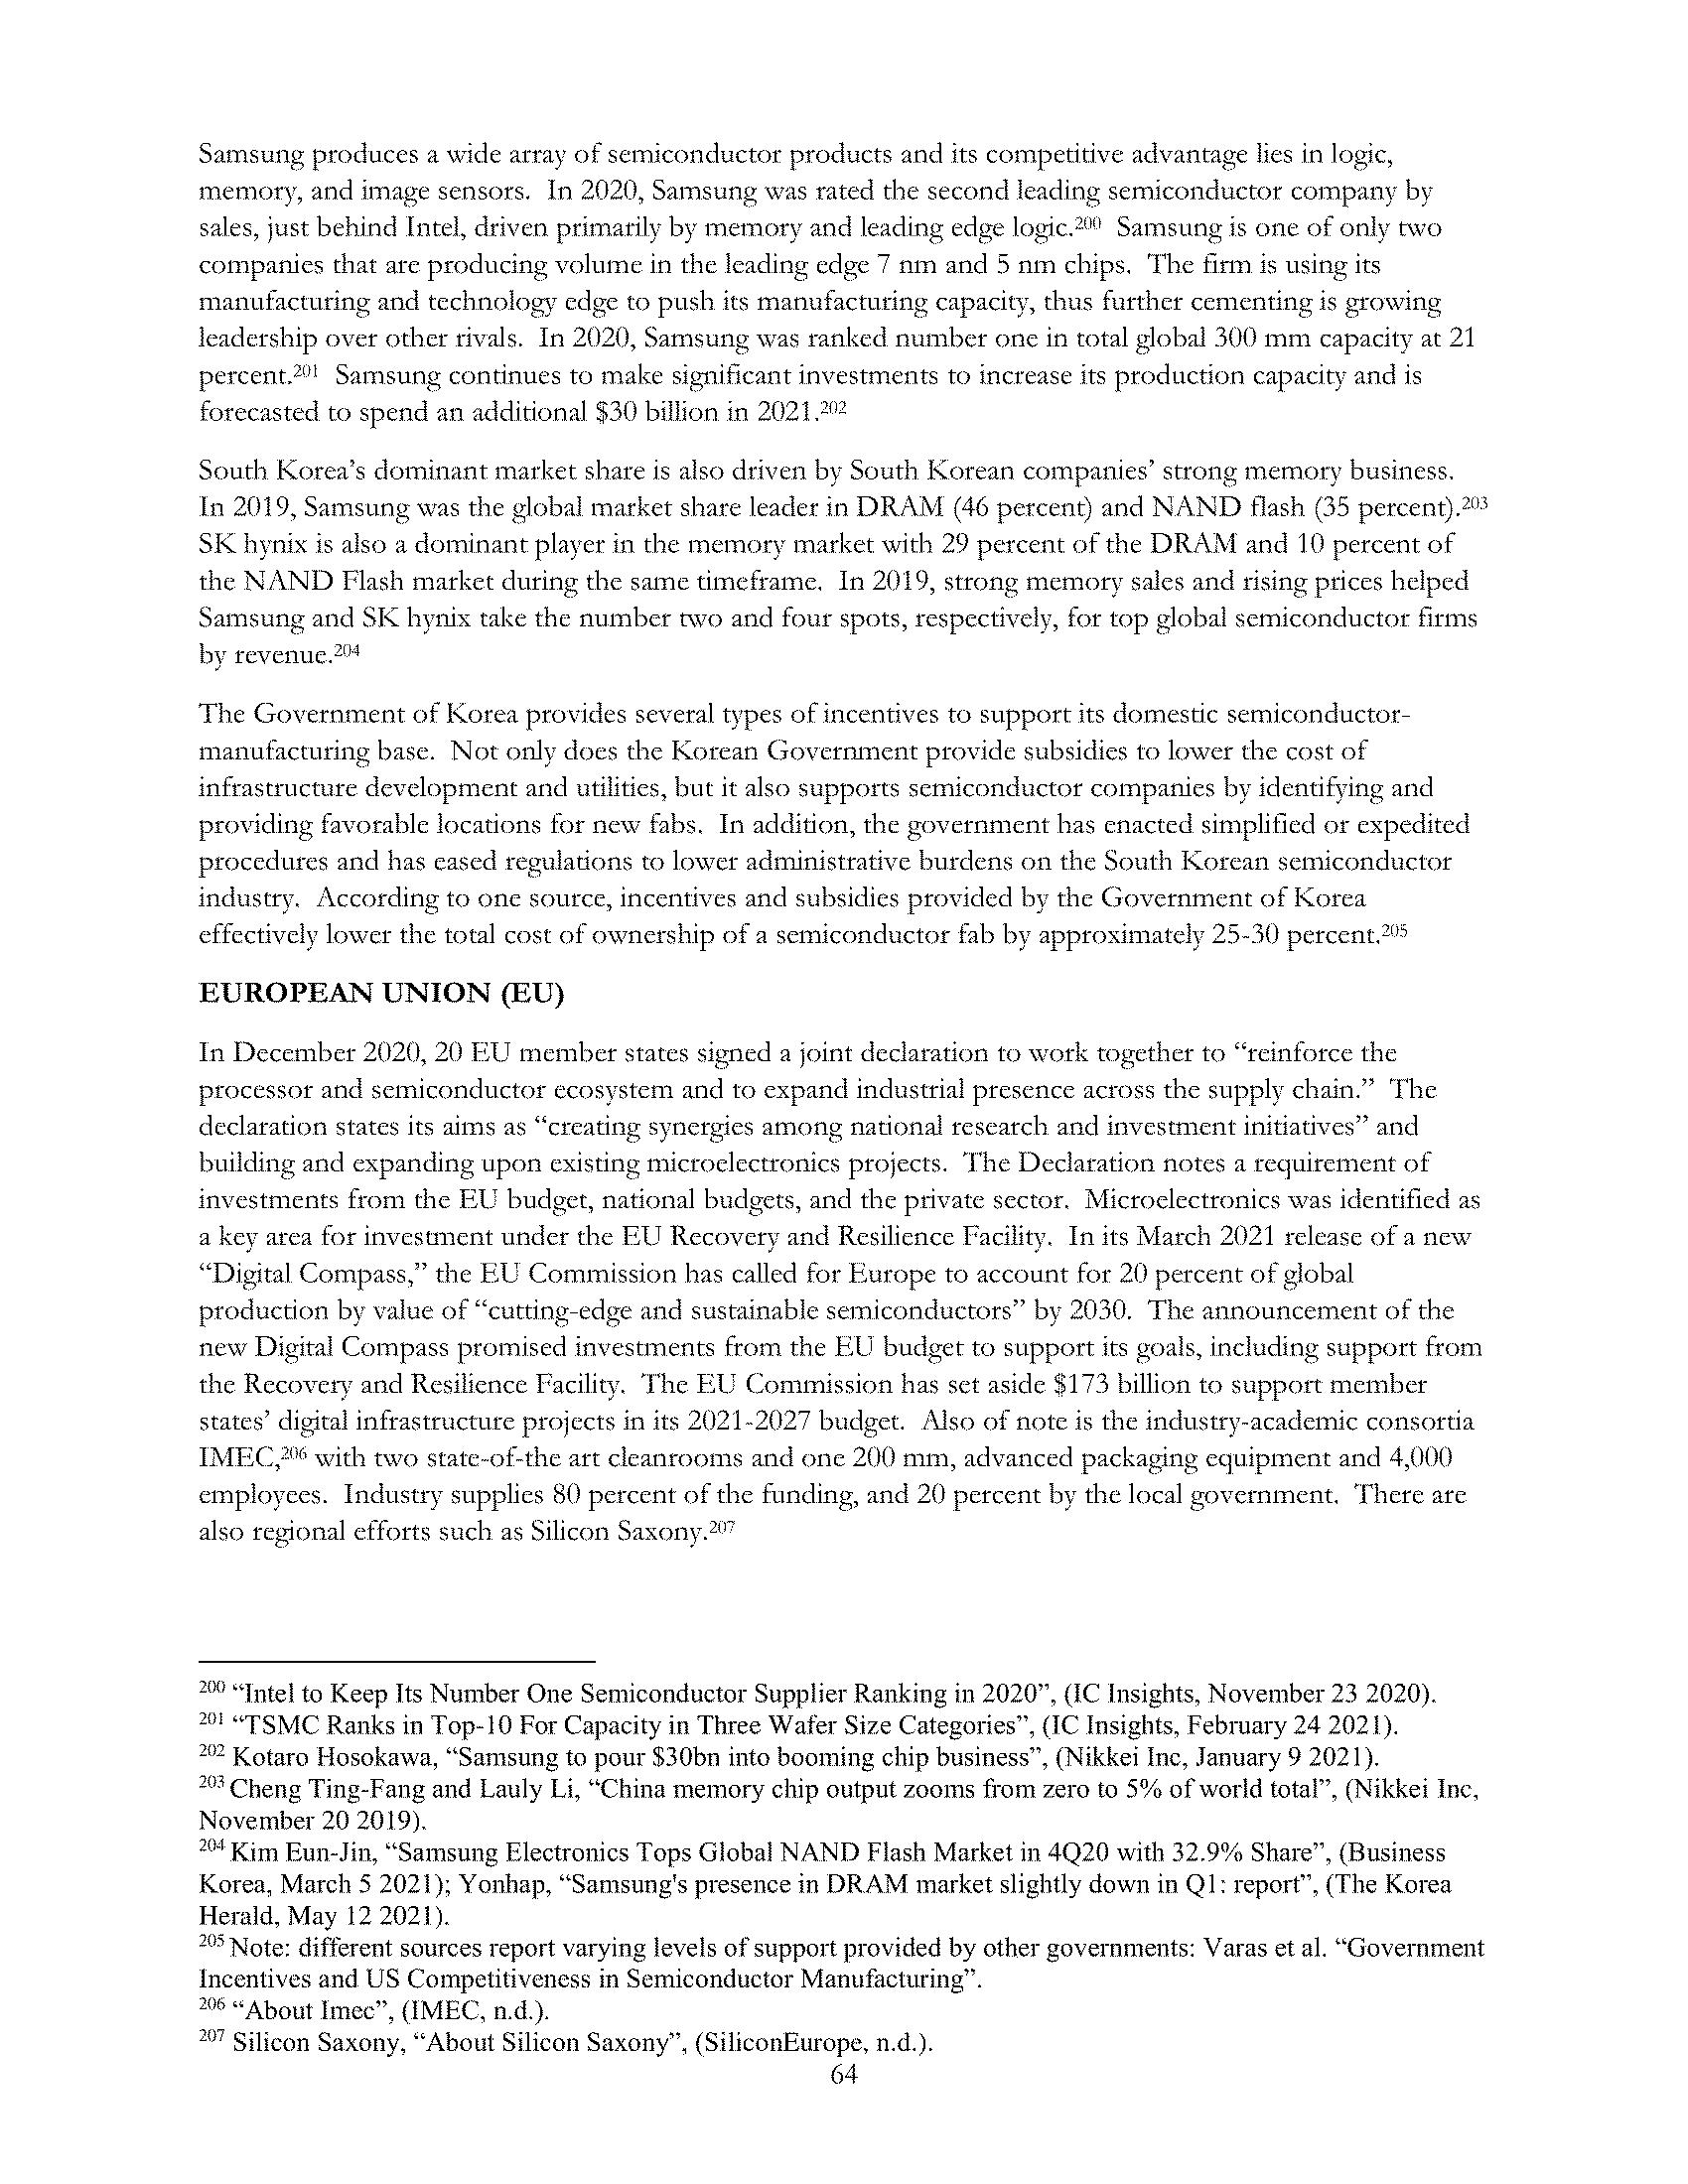 Samsung produces a wide array of semiconductor products and its competitive advantage lies in logic,
memory, and image sensors.  In 2020, Samsung was rated the second leading semiconductor company by
sales, just behind Intel, driven primarily by memory and leading edge logic.200  Samsung is one of only two
companies that are producing volume in the leading edge 7 nm and 5 nm chips.  The firm is using its
manufacturing and technology edge to push its manufacturing capacity, thus further cementing is growing
leadership over other rivals.  In 2020, Samsung was ranked number one in total global 300 mm capacity at 21
percent.201  Samsung continues to make significant investments to increase its production capacity and is
forecasted to spend an additional $30 billion in 2021.202
South Korea’s dominant market share is also driven by South Korean companies’ strong memory business.
In 2019, Samsung was the global market share leader in DRAM (46 percent) and NAND flash (35 percent).203
SK hynix is also a dominant player in the memory market with 29 percent of the DRAM and 10 percent of
the NAND Flash market during the same timeframe.  In 2019, strong memory sales and rising prices helped
Samsung and SK hynix take the number two and four spots, respectively, for top global semiconductor firms
by revenue.204
The Government of Korea provides several types of incentives to support its domestic semiconductor-
manufacturing base.  Not only does the Korean Government provide subsidies to lower the cost of
infrastructure development and utilities, but it also supports semiconductor companies by identifying and
providing favorable locations for new fabs.  In addition, the government has enacted simplified or expedited
procedures and has eased regulations to lower administrative burdens on the South Korean semiconductor
industry.  According to one source, incentives and subsidies provided by the Government of Korea
effectively lower the total cost of ownership of a semiconductor fab by approximately 25-30 percent.205
EUROPEAN UNION (EU)
In December 2020, 20 EU member states signed a joint declaration to work together to “reinforce the
processor and semiconductor ecosystem and to expand industrial presence across the supply chain.”  The
declaration states its aims as “creating synergies among national research and investment initiatives” and
building and expanding upon existing microelectronics projects.  The Declaration notes a requirement of
investments from the EU budget, national budgets, and the private sector.  Microelectronics was identified as
a key area for investment under the EU Recovery and Resilience Facility.  In its March 2021 release of a new
“Digital Compass,” the EU Commission has called for Europe to account for 20 percent of global
production by value of “cutting-edge and sustainable semiconductors” by 2030.  The announcement of the
new Digital Compass promised investments from the EU budget to support its goals, including support from
the Recovery and Resilience Facility.  The EU Commission has set aside $173 billion to support member
states’ digital infrastructure projects in its 2021-2027 budget.  Also of note is the industry-academic consortia
IMEC,206 with two state-of-the art cleanrooms and one 200 mm, advanced packaging equipment and 4,000
employees.  Industry supplies 80 percent of the funding, and 20 percent by the local government.  There are
also regional efforts such as Silicon Saxony.207
200 “Intel to Keep Its Number One Semiconductor Supplier Ranking in 2020”, (IC Insights, November 23 2020).
201 “TSMC Ranks in Top-10 For Capacity in Three Wafer Size Categories”, (IC Insights, February 24 2021).
202 Kotaro Hosokawa, “Samsung to pour $30bn into booming chip business”, (Nikkei Inc, January 9 2021).
203 Cheng Ting-Fang and Lauly Li, “China memory chip output zooms from zero to 5% of world total”, (Nikkei Inc,
November 20 2019).
204 Kim Eun-Jin, “Samsung Electronics Tops Global NAND Flash Market in 4Q20 with 32.9% Share”, (Business
Korea, March 5 2021); Yonhap, “Samsung's presence in DRAM market slightly down in Q1: report”, (The Korea
Herald, May 12 2021).
205 Note: different sources report varying levels of support provided by other governments: Varas et al. “Government
Incentives and US Competitiveness in Semiconductor Manufacturing”.
206 “About Imec”, (IMEC, n.d.).
207 Silicon Saxony, “About Silicon Saxony”, (SiliconEurope, n.d.).
64